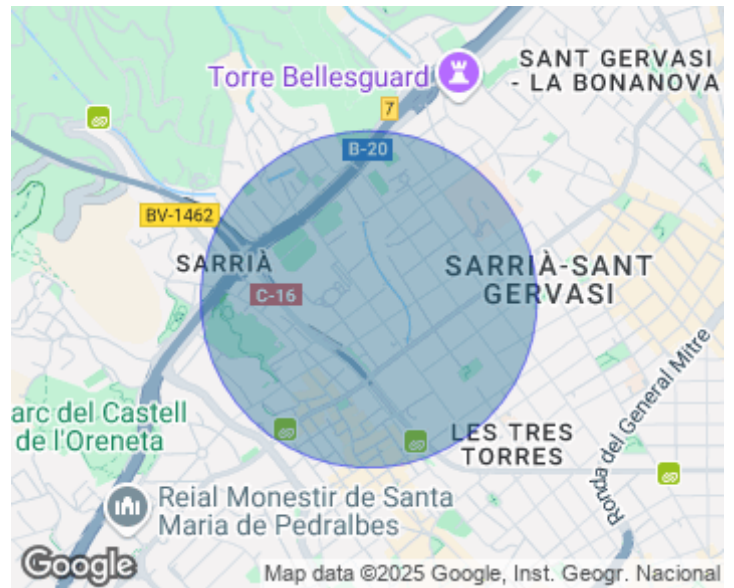 SANT GERVASI
- LA BONANOVA
Torre Bellesguard
7
B-20
BV-1462
SARRIÀ
SARRIÀ-SANT
GERVASI
C-16
Ronda del General Mitre
arc del Castell
de l'Oreneta
LES TRES
TORRES
Reial Monestir de Santa
Maria de Pedralbes
Google
Map data ©2025 Google, Inst. Geogr. Nacional